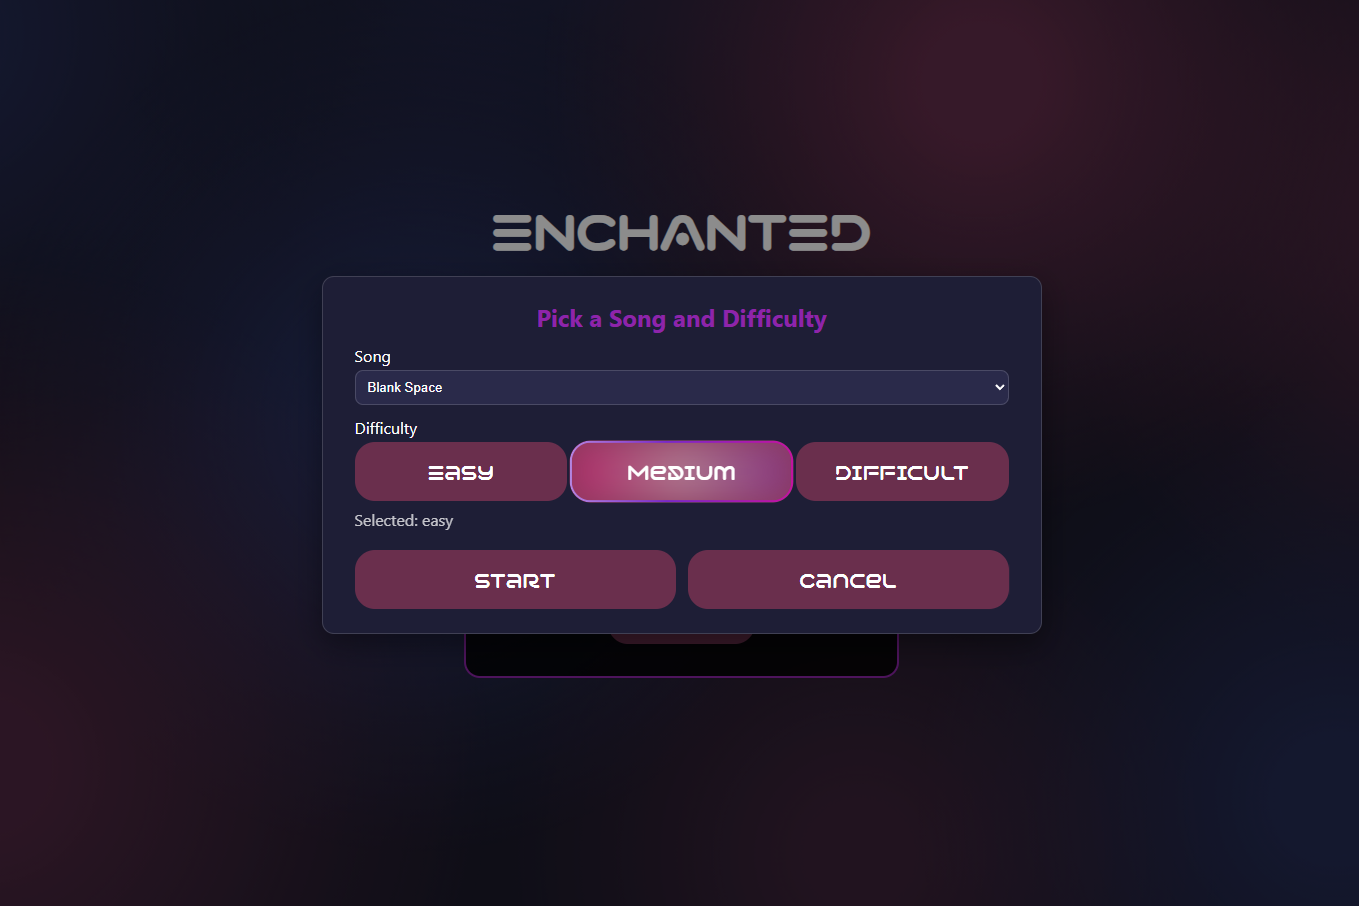 ENCHANTED
Pick a Song and Difficulty
Song
Blank Space
Difficulty
EASY MEDIUM DIFFICULT
Selected: easy
START CANCEL